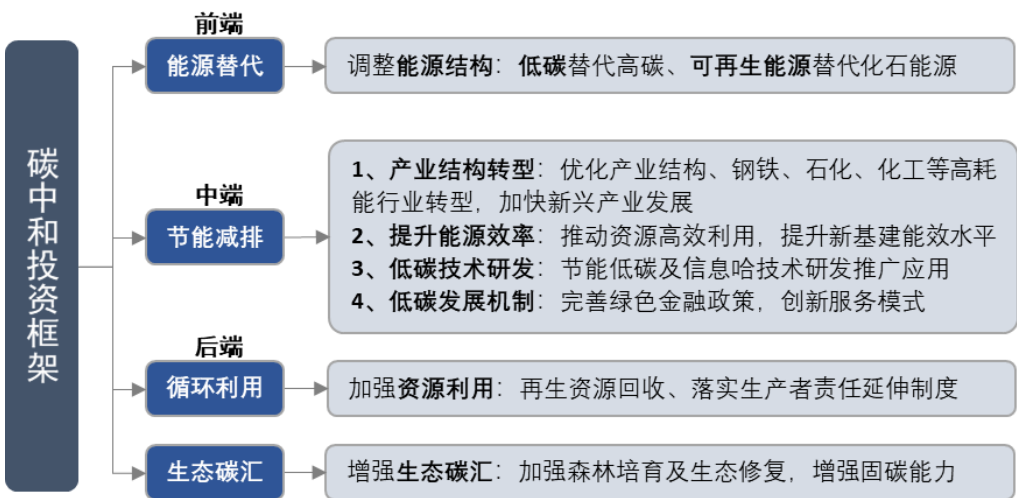 碳中和投资框架
前端
能源替代
调整能源结构：低碳替代高碳、可再生能源替代化石能源
中端
节能减排
1、产业结构转型：优化产业结构、钢铁、石化、化工等高耗
能行业转型，加快新兴产业发展
2、提升能源效率：推动资源高效利用，提升新基建能效水平
3、低碳技术研发：节能低碳及信息哈技术研发推广应用
4、低碳发展机制：完善绿色金融政策，创新服务模式
后端
循环利用
加强资源利用：再生资源回收、落实生产者责任延伸制度
生态碳汇
增强生态碳汇：加强森林培育及生态修复，增强固碳能力